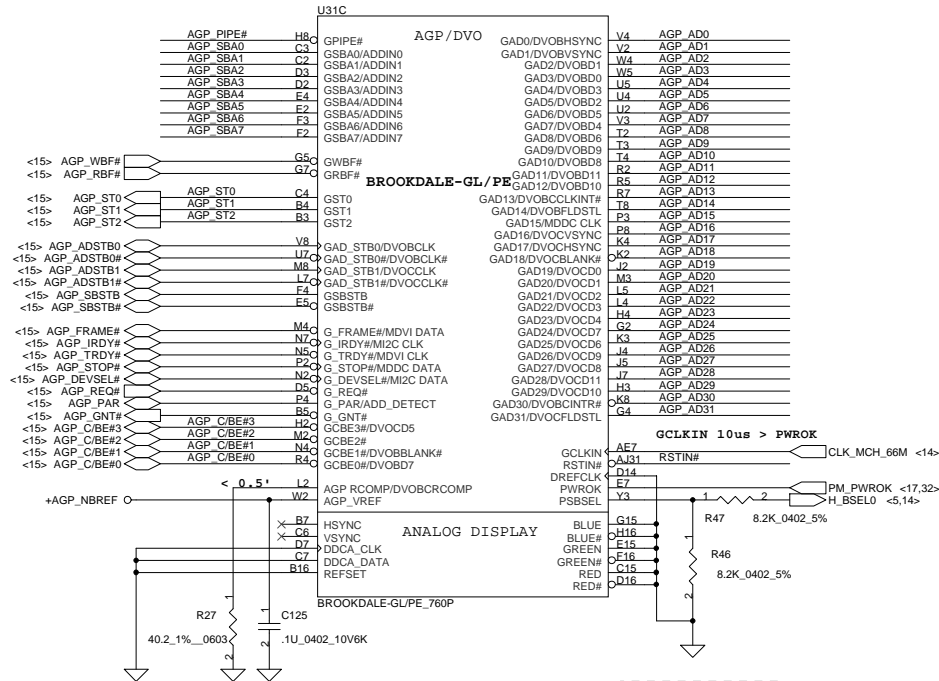 U31C
AGP/DVO
AGP_PIPE# H8 GPIPE#
AGP_SBA0 C3 GSBA0/ADDIN0
AGP_SBA1 C2 GSBA1/ADDIN1
AGP_SBA2 D3 GSBA2/ADDIN2
AGP_SBA3 D2 GSBA3/ADDIN3
AGP_SBA4 E4 GSBA4/ADDIN4
AGP_SBA5 E2 GSBA5/ADDIN5
AGP_SBA6 F3 GSBA6/ADDIN6
AGP_SBA7 F2 GSBA7/ADDIN7
<15> AGP_WBF# G5 GWBF#
<15> AGP_RBF# G7 GRBF#
BROOKDALE-GL/PE
<15> AGP_ST0 AGP_ST0 C4 GST0
<15> AGP_ST1 AGP_ST1 B4 GST1
<15> AGP_ST2 AGP_ST2 B3 GST2
<15> AGP_ADSTB0 V8 GAD_STB0/DVOBCLK
<15> AGP_ADSTB0# U7 GAD_STB0#/DVOBCLK#
<15> AGP_ADSTB1 M8 GAD_STB1/DVOCCLK
<15> AGP_ADSTB1# L7 GAD_STB1#/DVOCCLK#
<15> AGP_SBSTB F4 GSBSTB
<15> AGP_SBSTB# E5 GSBSTB#
<15> AGP_FRAME# M4 G_FRAME#/MDVI DATA
<15> AGP_IRDY# N7 G_IRDY#/MI2C CLK
<15> AGP_TRDY# N5 G_TRDY#/MDVI CLK
<15> AGP_STOP# P2 G_STOP#/MDDC DATA
<15> AGP_DEVSEL# N2 G_DEVSEL#/MI2C DATA
<15> AGP_REQ# D5 G_REQ#
<15> AGP_PAR P4 G_PAR/ADD_DETECT
<15> AGP_GNT# B5 G_GNT#
<15> AGP_C/BE#3 AGP_C/BE#3 H2 GCBE3#/DVOCD5
<15> AGP_C/BE#2 AGP_C/BE#2 M2 GCBE2#
<15> AGP_C/BE#1 AGP_C/BE#1 N4 GCBE1#/DVOBBLANK#
<15> AGP_C/BE#0 AGP_C/BE#0 R4 GCBE0#/DVOBD7
< 0.5' L2 AGP RCOMP/DVOBCRCOMP
+AGP_NBREF W2 AGP_VREF
GAD0/DVOBHSYNC V4 AGP_AD0
GAD1/DVOBVSYNC V2 AGP_AD1
GAD2/DVOBD1 W4 AGP_AD2
GAD3/DVOBD0 W5 AGP_AD3
GAD4/DVOBD3 U5 AGP_AD4
GAD5/DVOBD2 U4 AGP_AD5
GAD6/DVOBD5 U2 AGP_AD6
GAD7/DVOBD4 V3 AGP_AD7
GAD8/DVOBD6 T2 AGP_AD8
GAD9/DVOBD9 T3 AGP_AD9
GAD10/DVOBD8 T4 AGP_AD10
GAD11/DVOBD11 R2 AGP_AD11
GAD12/DVOBD10 R5 AGP_AD12
GAD13/DVOBCCLKINT# R7 AGP_AD13
GAD14/DVOBFLDSTL T8 AGP_AD14
GAD15/MDDC CLK P3 AGP_AD15
GAD16/DVOCVSYNC P8 AGP_AD16
GAD17/DVOCHSYNC K4 AGP_AD17
GAD18/DVOCBLANK# K2 AGP_AD18
GAD19/DVOCD0 J2 AGP_AD19
GAD20/DVOCD1 M3 AGP_AD20
GAD21/DVOCD2 L5 AGP_AD21
GAD22/DVOCD3 L4 AGP_AD22
GAD23/DVOCD4 H4 AGP_AD23
GAD24/DVOCD7 G2 AGP_AD24
GAD25/DVOCD6 K3 AGP_AD25
GAD26/DVOCD9 J4 AGP_AD26
GAD27/DVOCD8 J5 AGP_AD27
GAD28/DVOCD11 J7 AGP_AD28
GAD29/DVOCD10 H3 AGP_AD29
GAD30/DVOBCINTR# K8 AGP_AD30
GAD31/DVOCFLDSTL G4 AGP_AD31
GCLKIN 10us > PWROK
GCLKIN AE7 CLK_MCH_66M <14>
RSTIN# AJ31 RSTIN#
DREFCLK D14
PWROK E7 PM_PWROK <17,32>
PSBSEL Y3 1 2 H_BSEL0 <5,14>
R47
8.2K_0402_5%
1
R46
8.2K_0402_5%
2
ANALOG DISPLAY
B7 HSYNC
C6 VSYNC
D7 DDCA_CLK
C7 DDCA_DATA
B16 REFSET
BLUE G15
BLUE# H16
GREEN E15
GREEN# F16
RED C15
RED# D16
BROOKDALE-GL/PE_760P
1
R27
40.2_1%__0603
2
1
C125
.1U_0402_10V6K
2